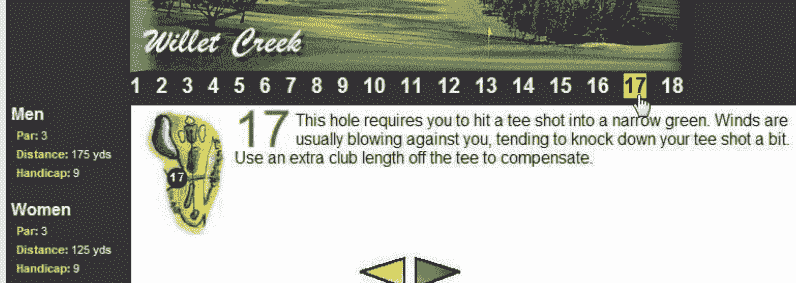 Willet Creek
1 2 3 4 5 6 7 8 9 10 11 12 13 14 15 16 17 18
Men
Par: 3
Distance: 175 yds
Handicap: 9
Women
Par: 3
Distance: 125 yds
Handicap: 9
17
17 This hole requires you to hit a tee shot into a narrow green. Winds are
usually blowing against you, tending to knock down your tee shot a bit.
Use an extra club length off the tee to compensate.